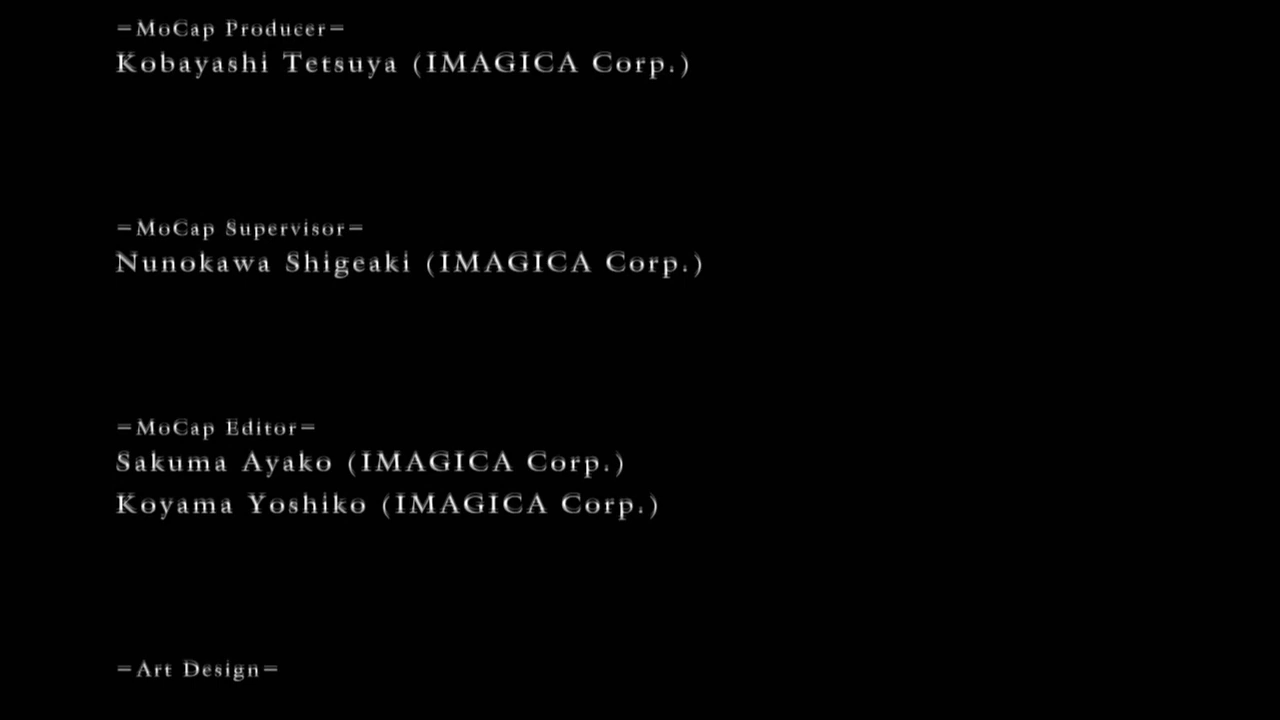 =MoCap Producer=
Kobayashi Tetsuya (IMAGICA Corp.)
=MoCap Supervisor=
Nunokawa Shigeaki (IMAGICA Corp.)
=MoCap Editor=
Sakuma Ayako (IMAGICA Corp.)
Koyama Yoshiko (IMAGICA Corp.)
=Art Design=